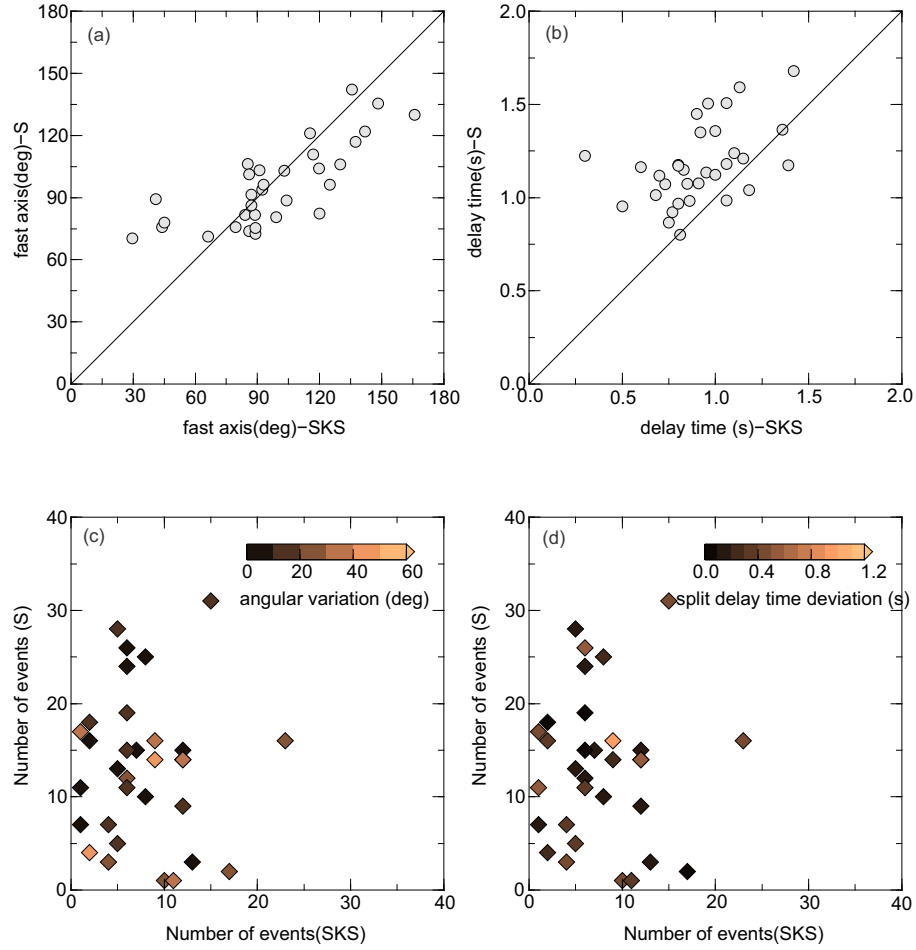 (a)
fast axis(deg)−S
180
150
120
90
60
30
0
0 30 60 90 120 150 180
fast axis(deg)−SKS
(b)
delay time(s)−S
2.0
1.5
1.0
0.5
0.0
0.0 0.5 1.0 1.5 2.0
delay time (s)−SKS
(c)
Number of events (S)
40
30
20
10
0
0 20 40 60
angular variation (deg)
0 10 20 30 40
Number of events(SKS)
(d)
Number of events (S)
40
30
20
10
0
0.0 0.4 0.8 1.2
split delay time deviation (s)
0 10 20 30 40
Number of events(SKS)